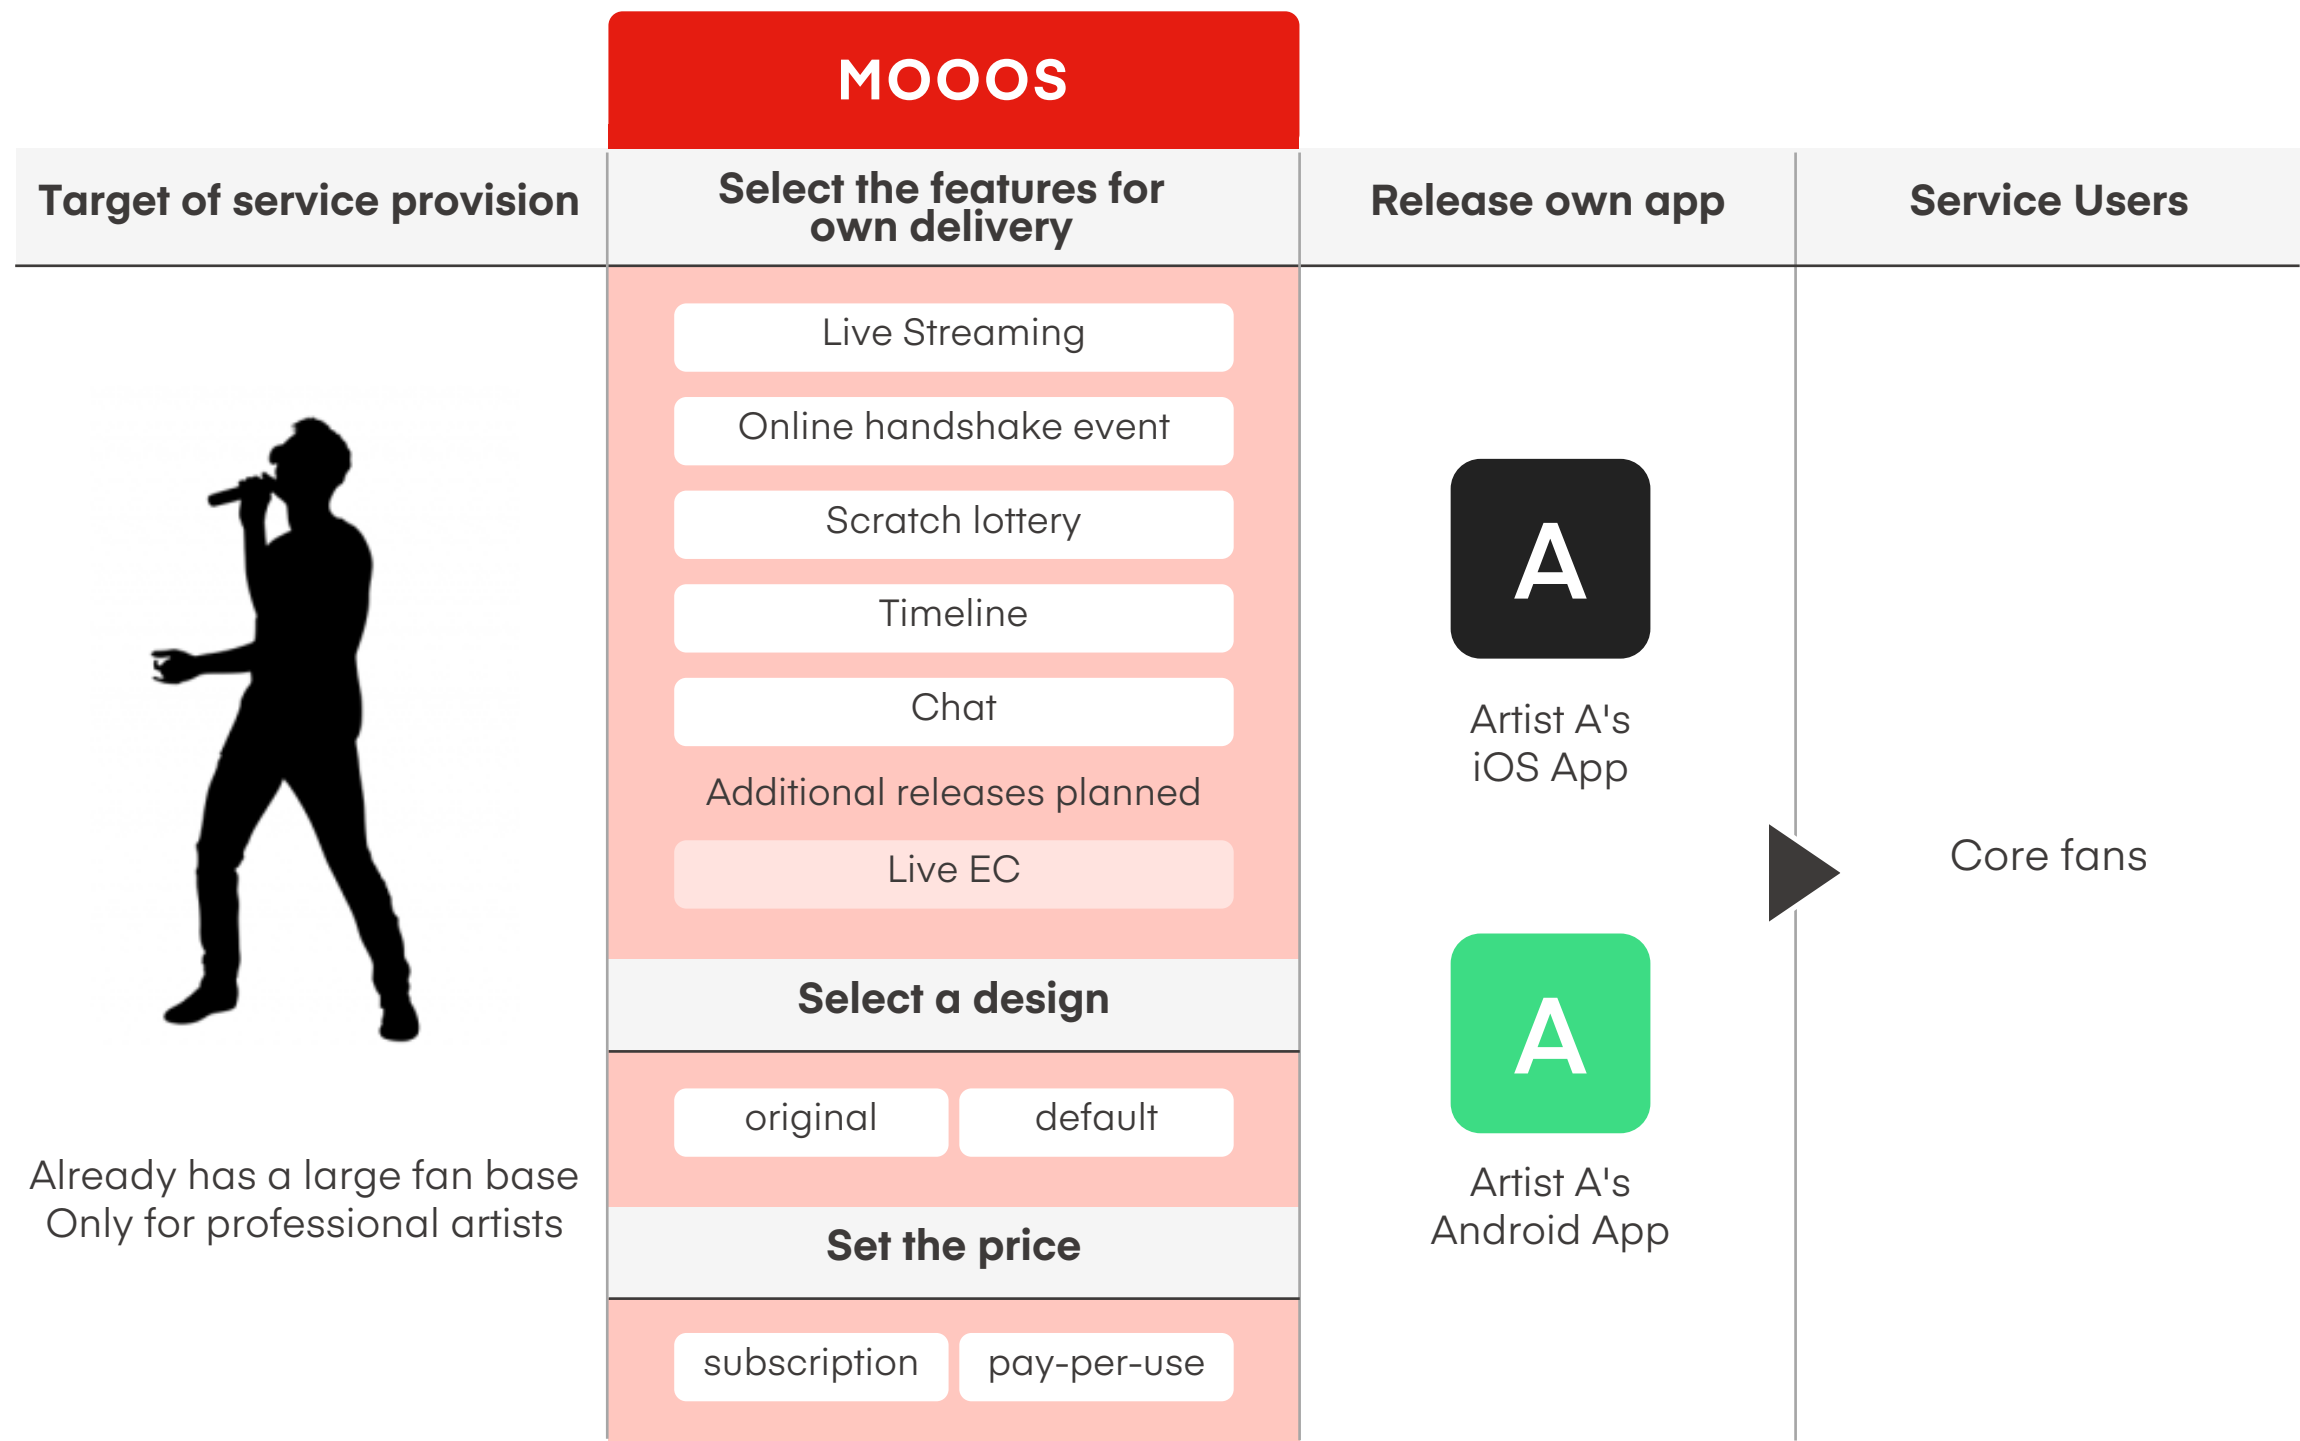 MOOOS
Target of service provision
Select the features for
own delivery
Release own app
Service Users
Live Streaming
Online handshake event
Scratch lottery
Timeline
Chat
Additional releases planned
Live EC
Select a design
original
default
Set the price
subscription
pay-per-use
Already has a large fan base
Only for professional artists
A
Artist A's
iOS App
A
Artist A's
Android App
Core fans